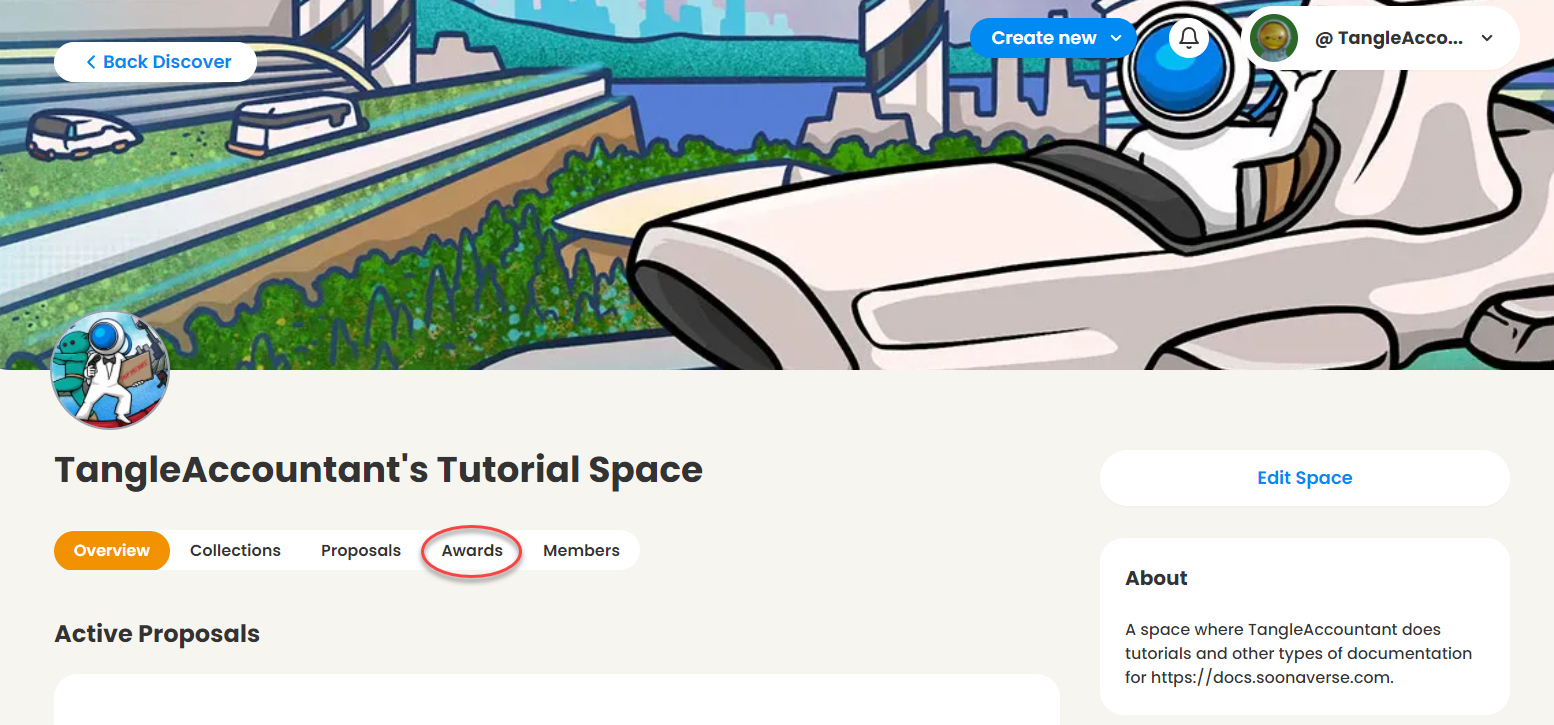 Back Discover
Create new
@ TangleAcco...
TangleAccountant's Tutorial Space
Edit Space
Overview Collections Proposals Awards Members
About
Active Proposals
A space where TangleAccountant does
tutorials and other types of documentation
for https://docs.soonaverse.com.